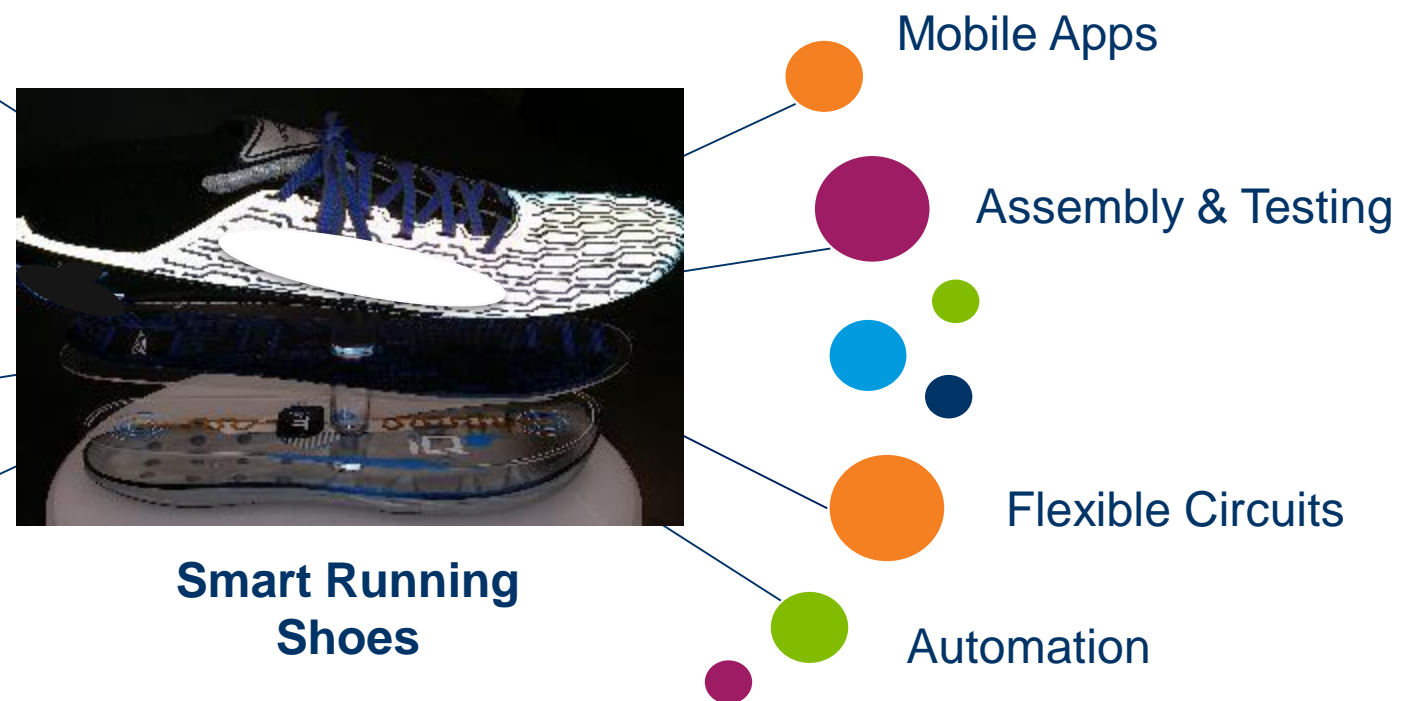 Mobile Apps
Assembly & Testing
Flexible Circuits
Smart Running
Shoes
Automation